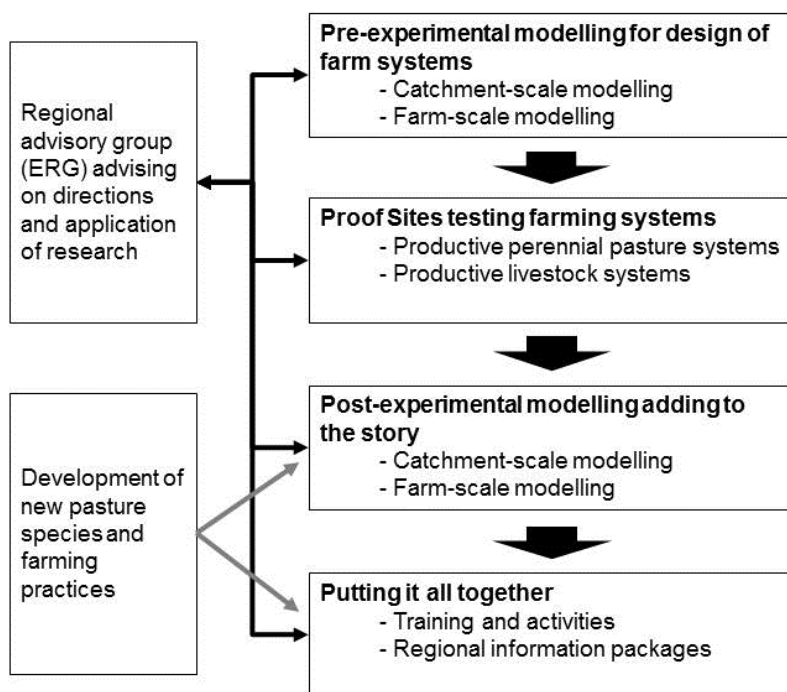 Pre-experimental modelling for design of
farm systems
- Catchment-scale modelling
- Farm-scale modelling
Regional
advisory group
(ERG) advising
on directions
and application
of research
Proof Sites testing farming systems
- Productive perennial pasture systems
- Productive livestock systems
Post-experimental modelling adding to
the story
- Catchment-scale modelling
- Farm-scale modelling
Development of
new pasture
species and
farming
practices
Putting it all together
- Training and activities
- Regional information packages